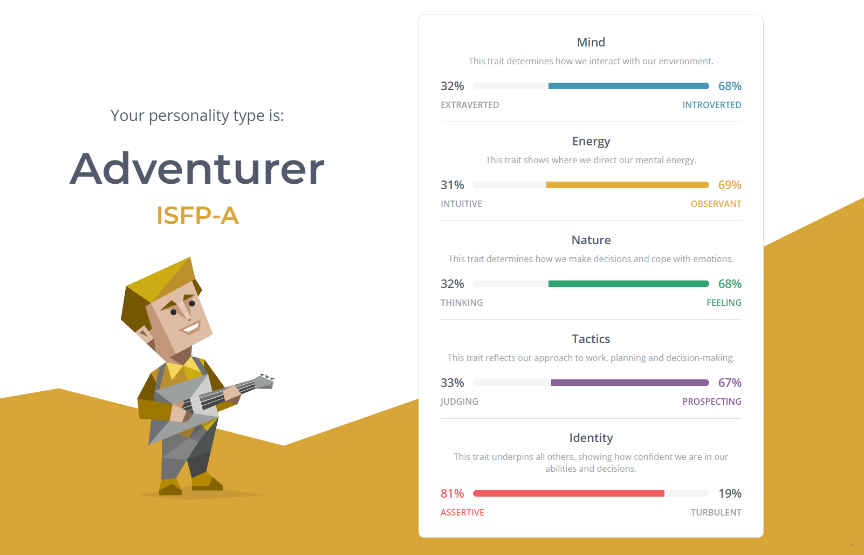 Your personality type is:
Adventurer
ISFP-A
Mind
This trait determines how we interact with our environment.
32% 68%
EXTRAVERTED INTROVERTED
Energy
This trait shows where we direct our mental energy.
31% 69%
INTUITIVE OBSERVANT
Nature
This trait determines how we make decisions and cope with emotions.
32% 68%
THINKING FEELING
Tactics
This trait reflects our approach to work, planning and decision-making.
33% 67%
JUDGING PROSPECTING
Identity
This trait underpins all others, showing how confident we are in our
abilities and decisions.
81% 19%
ASSERTIVE TURBULENT